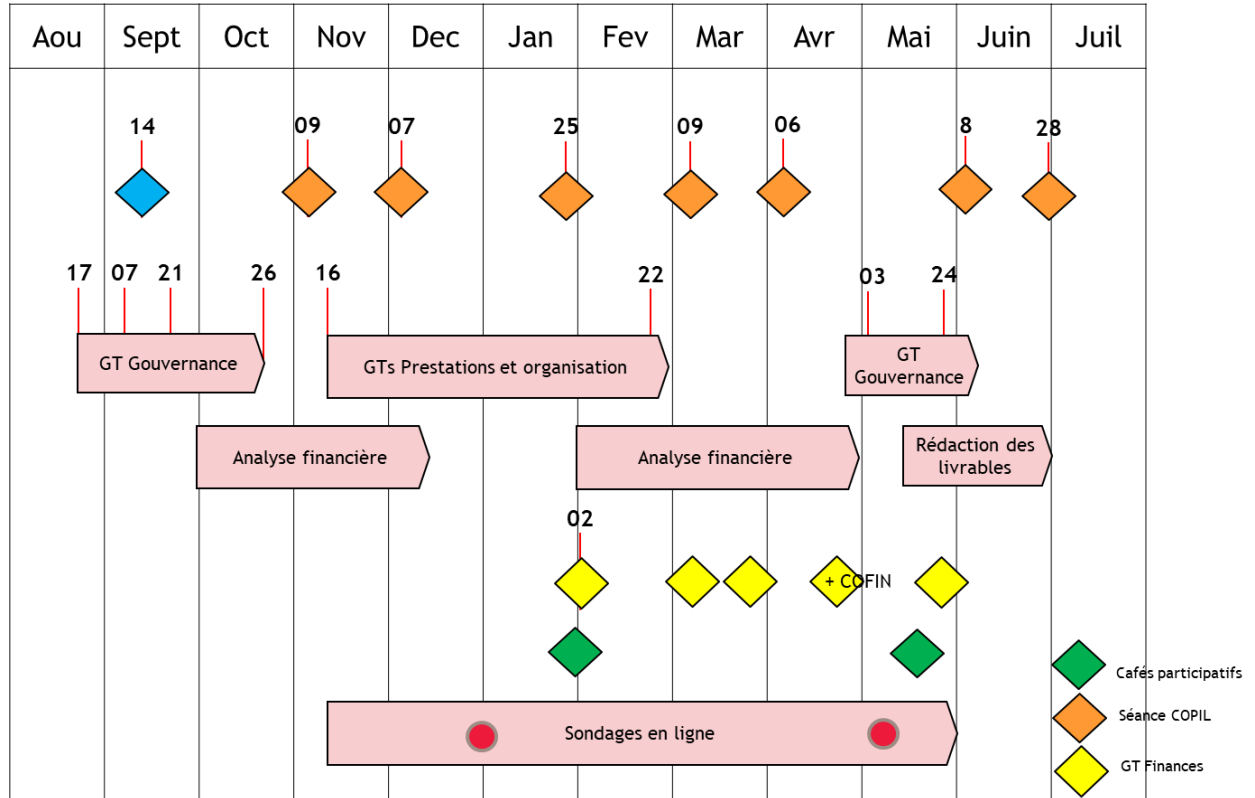 Aou Sept Oct Nov Dec Jan Fev Mar Avr Mai Juin Juil
14 09 07 25 09 06 8 28
17 07 21 26 16 22 03 24
GT Gouvernance
GTs Prestations et organisation
GT
Gouvernance
Analyse financière
Analyse financière
Rédaction des
livrables
02
+ COFIN
Sondages en ligne
Cafés participatifs
Séance COPIL
GT Finances